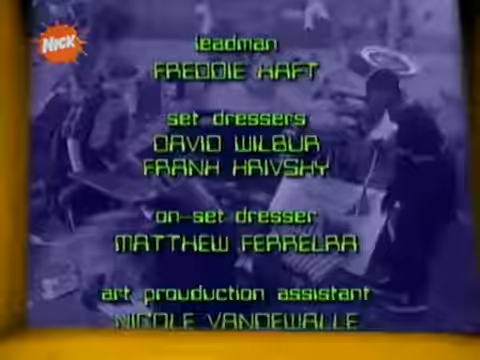 NICK
leadman
FREDDIE HAFT
set dressers
DAVID WILBUR
FRANK KRIVSKY
on-set dresser
MATTHEW FERRELRA
art prouduction assistant
NICOLE VANDEWALLE